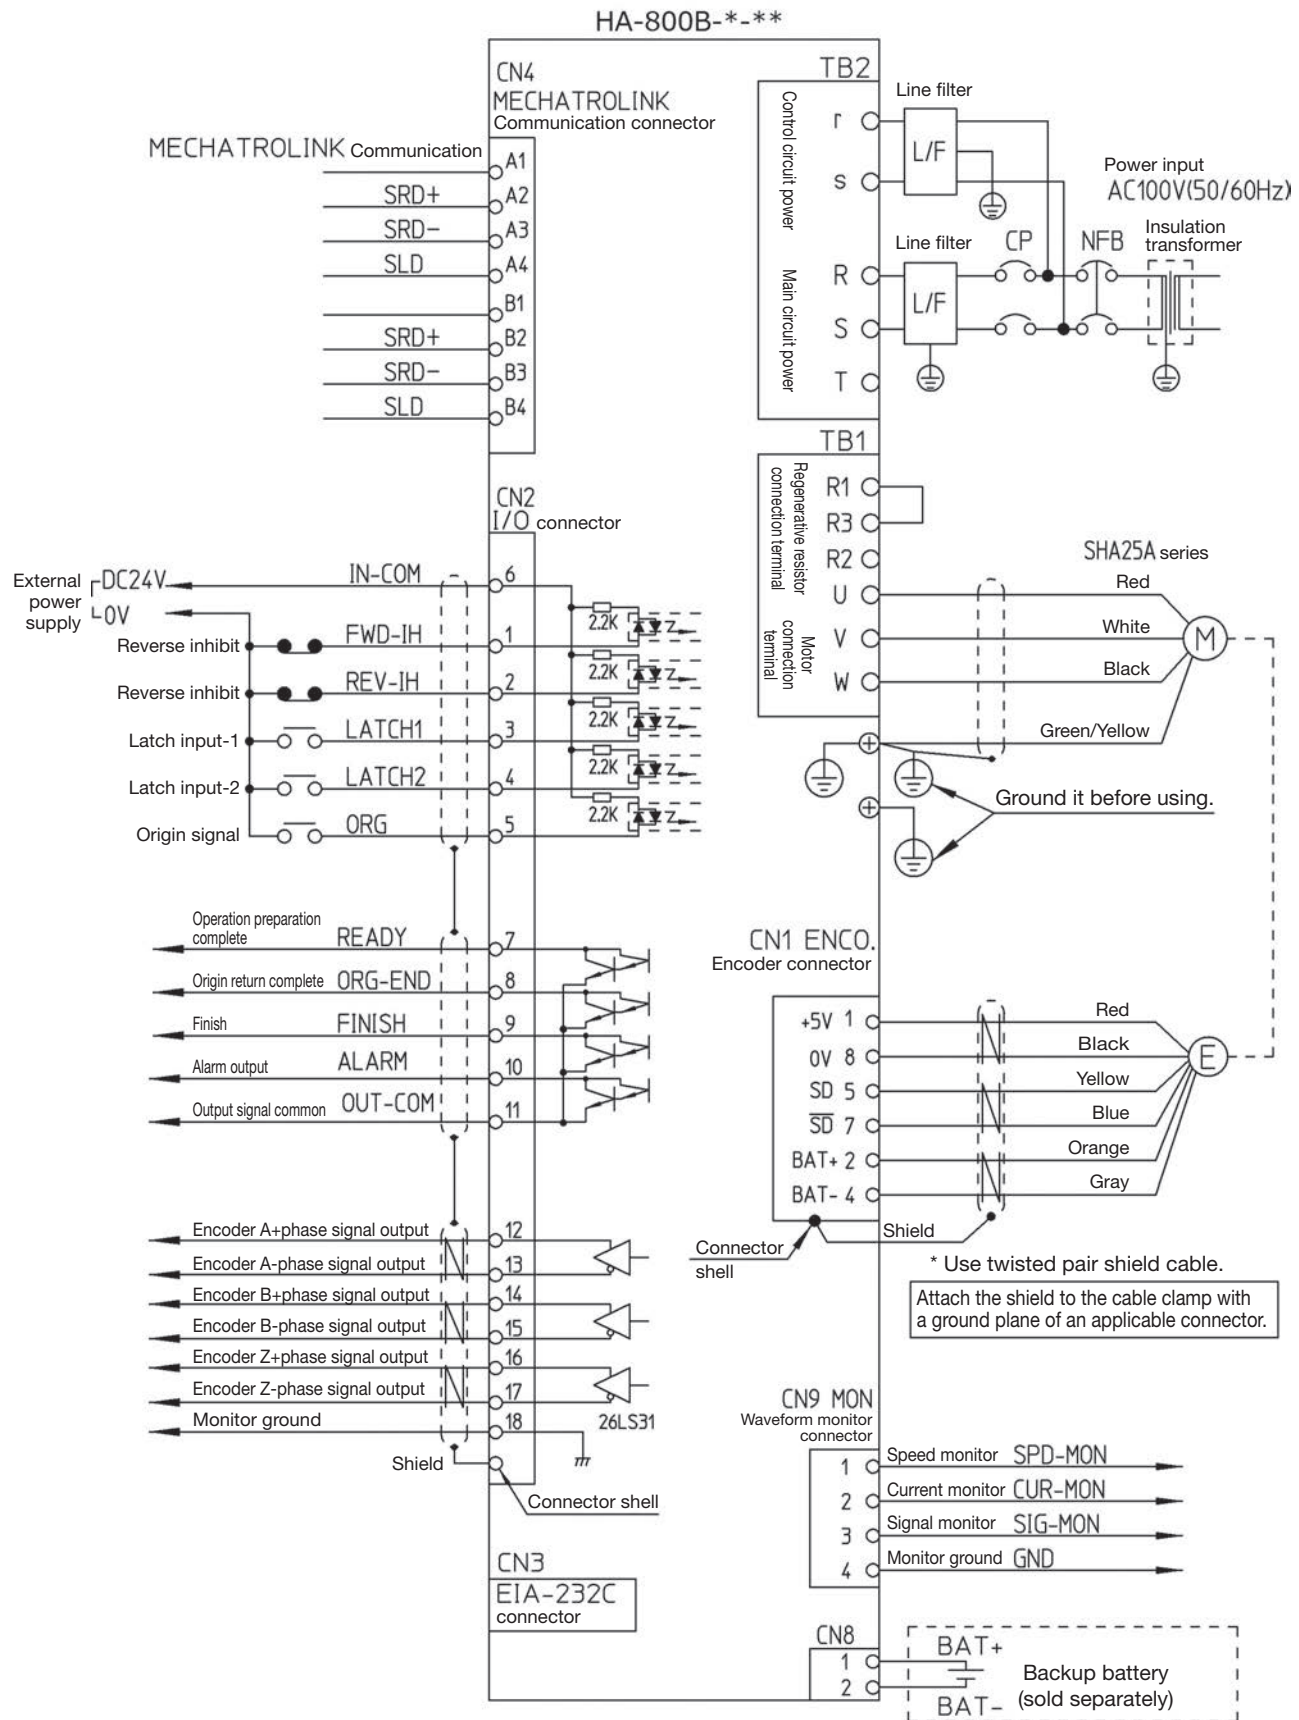 HA-800B-*-**
CN4
MECHATROLINK
Communication connector
MECHATROLINK Communication
A1
SRD+ A2
SRD- A3
SLD A4
B1
SRD+ B2
SRD- B3
SLD B4
CN2
I/O connector
External
power
supply
DC24V
0V
IN-COM 6
2.2K
Reverse inhibit FWD-IH 1
2.2K
Reverse inhibit REV-IH 2
2.2K
Latch input-1 LATCH1 3
2.2K
Latch input-2 LATCH2 4
2.2K
Origin signal ORG 5
Operation preparation
complete READY 7
Origin return complete ORG-END 8
Finish FINISH 9
Alarm output ALARM 10
Output signal common OUT-COM 11
Encoder A+phase signal output 12
Encoder A-phase signal output 13
Encoder B+phase signal output 14
Encoder B-phase signal output 15
Encoder Z+phase signal output 16
Encoder Z-phase signal output 17
26LS31
Monitor ground 18
Shield
Connector shell
CN3
EIA-232C
connector
TB2
Control circuit power
Main circuit power
r
s
R
S
T
Line filter
L/F
Line filter
L/F
CP
NFB
Power input
AC100V(50/60Hz)
Insulation
transformer
TB1
Regenerative resistor
connection terminal
Motor
connection
terminal
R1
R3
R2
U
V
W
SHA25A series
Red
White
Black
Green/Yellow
M
Ground it before using.
CN1 ENCO.
Encoder connector
+5V 1 Red
0V 8 Black
SD 5 Yellow
SD 7 Blue
BAT+ 2 Orange
BAT- 4 Gray
E
Shield
Connector
shell
* Use twisted pair shield cable.
Attach the shield to the cable clamp with
a ground plane of an applicable connector.
CN9 MON
Waveform monitor
connector
1 Speed monitor SPD-MON
2 Current monitor CUR-MON
3 Signal monitor SIG-MON
4 Monitor ground GND
CN8
1
2
BAT+
BAT-
Backup battery
(sold separately)